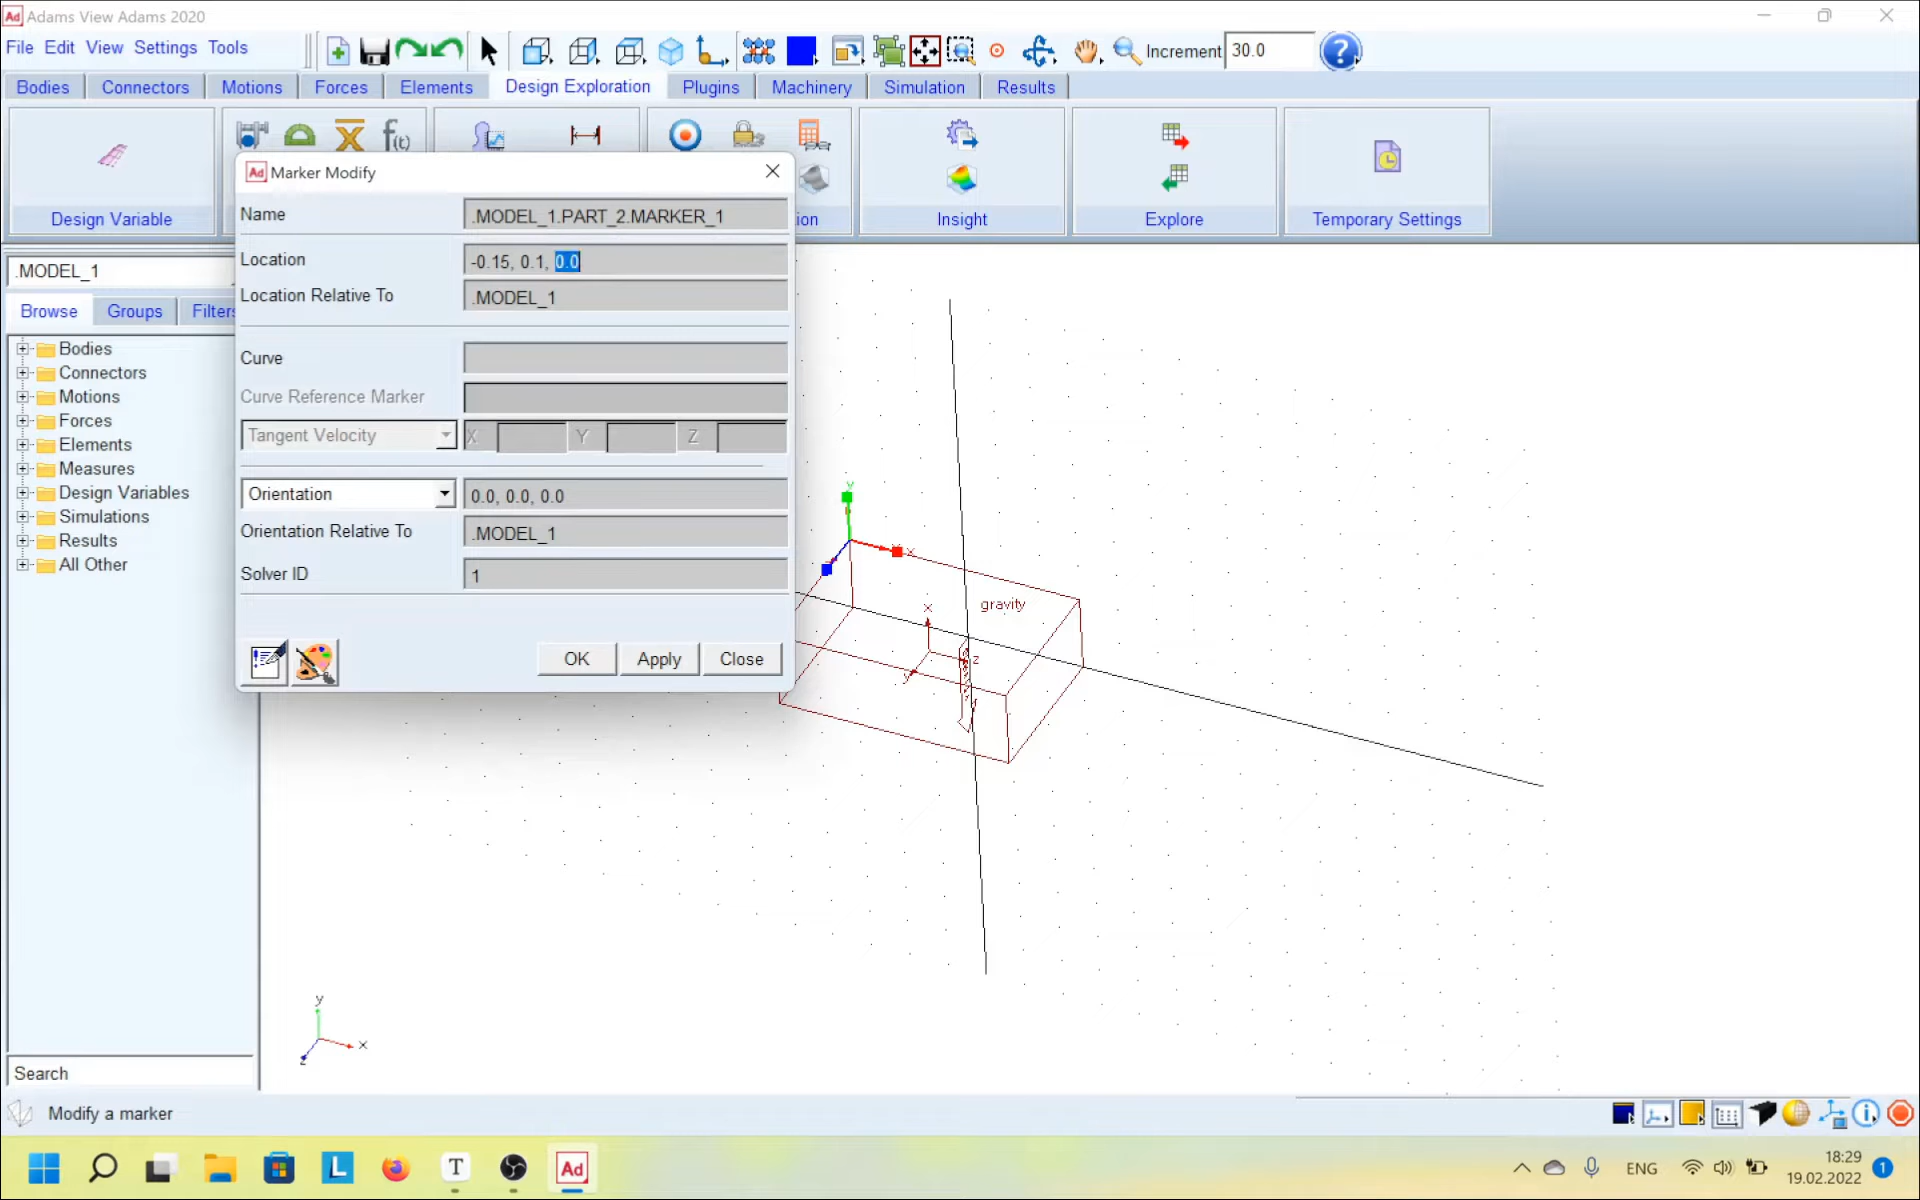 Ad Adams View Adams 2020
File Edit View Settings Tools
Increment 30.0 ?
Bodies Connectors Motions Forces Elements Design Exploration Plugins Machinery Simulation Results
f(t)
Design Variable ion Insight Explore Temporary Settings
Ad Marker Modify
Name .MODEL_1.PART_2.MARKER_1
Location -0.15, 0.1, 0.0
Location Relative To .MODEL_1
Curve
Curve Reference Marker
Tangent Velocity X Y Z
Orientation 0.0, 0.0, 0.0
Orientation Relative To .MODEL_1
Solver ID 1
OK Apply Close
.MODEL_1
Browse Groups Filters
Bodies
Connectors
Motions
Forces
Elements
Measures
Design Variables
Simulations
Results
All Other
y
x
gravity
x
z
y
y
x
z
Search
Modify a marker
L T Ad
ENG
18:29
19.02.2022
1